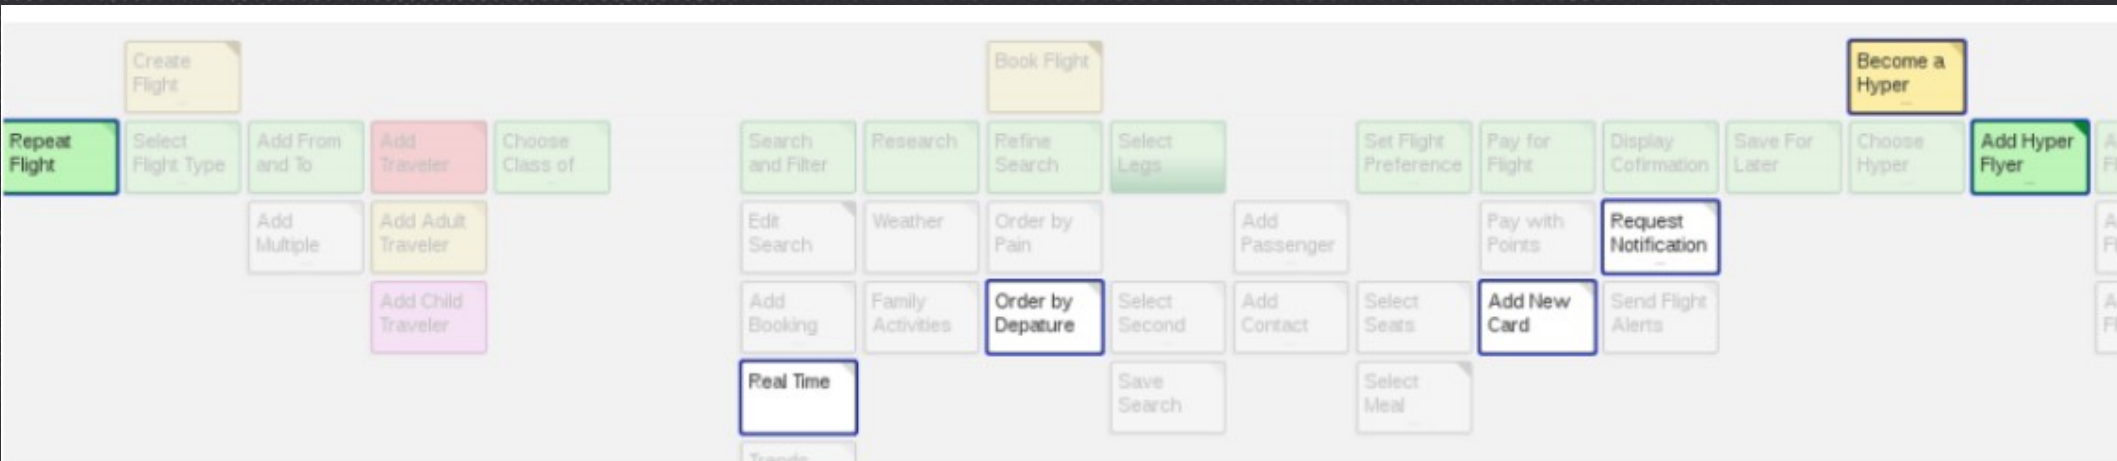 Create
Flight
Book Flight
Become a
Hyper
Repeat
Flight
Select
Flight Type
Add From
and To
Add
Traveler
Choose
Class of
Search
and Filter
Research
Refine
Search
Select
Legs
Set Flight
Preference
Pay for
Flight
Display
Cofirmation
Save For
Later
Choose
Hyper
Add Hyper
Flyer
Add
Multiple
Add Adult
Traveler
Edit
Search
Weather
Order by
Pain
Add
Passenger
Pay with
Points
Request
Notification
Add Child
Traveler
Add
Booking
Family
Activities
Order by
Depature
Select
Second
Add
Contact
Select
Seats
Add New
Card
Send Flight
Alerts
Real Time
Save
Search
Select
Meal
Trends